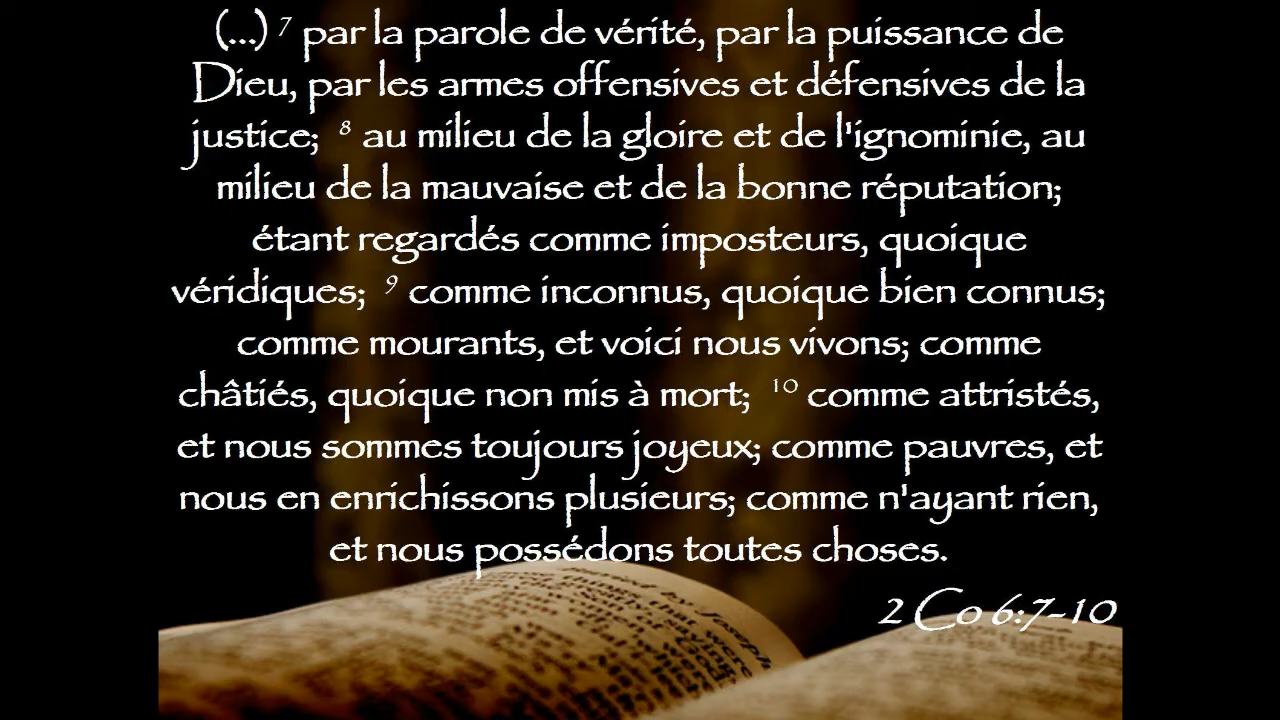 (...) 7 par la parole de vérité, par la puissance de
Dieu, par les armes offensives et défensives de la
justice; 8 au milieu de la gloire et de l'ignominie, au
milieu de la mauvaise et de la bonne réputation;
étant regardés comme imposteurs, quoique
véridiques; 9 comme inconnus, quoique bien connus;
comme mourants, et voici nous vivons; comme
châtiés, quoique non mis à mort; 10 comme attristés,
et nous sommes toujours joyeux; comme pauvres, et
nous en enrichissons plusieurs; comme n'ayant rien,
et nous possédons toutes choses.
2 Co 6:7-10